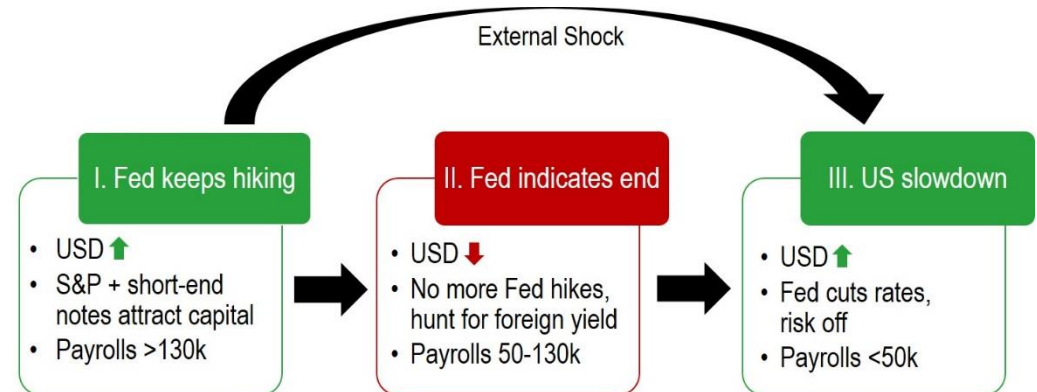 External Shock
I. Fed keeps hiking
• USD
• S&P + short-end
notes attract capital
• Payrolls >130k
II. Fed indicates end
• USD
• No more Fed hikes,
hunt for foreign yield
• Payrolls 50-130k
III. US slowdown
• USD
• Fed cuts rates,
risk off
• Payrolls <50k